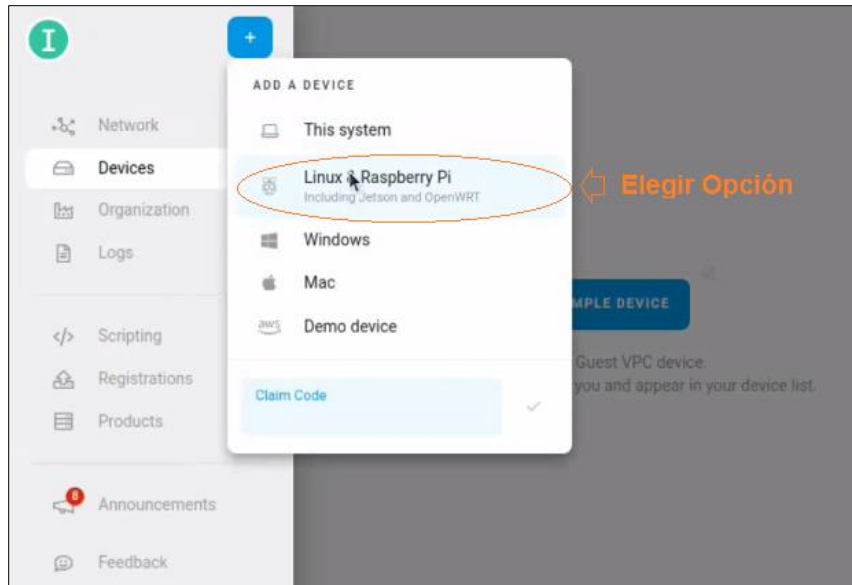 I
+
Network
Devices
Organization
Logs
Scripting
Registrations
Products
8
Announcements
Feedback
ADD A DEVICE
This system
Linux & Raspberry Pi
Including Jetson and OpenWRT
Windows
Mac
aws
Demo device
Claim Code
Elegir Opción
MPLE DEVICE
Guest VPC device.
you and appear in your device list.